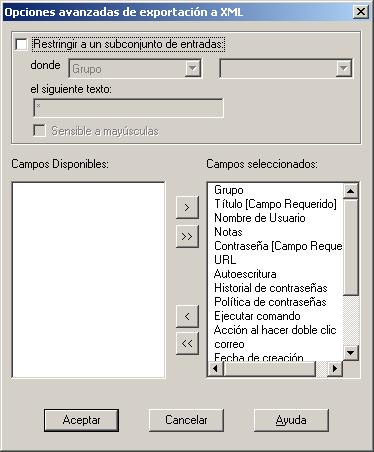 Opciones avanzadas de exportación a XML
Restringir a un subconjunto de entradas:
donde
Grupo
el siguiente texto:
*
Sensible a mayúsculas
Campos Disponibles:
Campos seleccionados:
Grupo
Título [Campo Requerido]
Nombre de Usuario
Notas
Contraseña [Campo Reque
URL
Autoescritura
Historial de contraseñas
Política de contraseñas
Ejecutar comando
Acción al hacer doble clic
correo
Fecha de creación
>
>>
<
<<
Aceptar
Cancelar
Ayuda